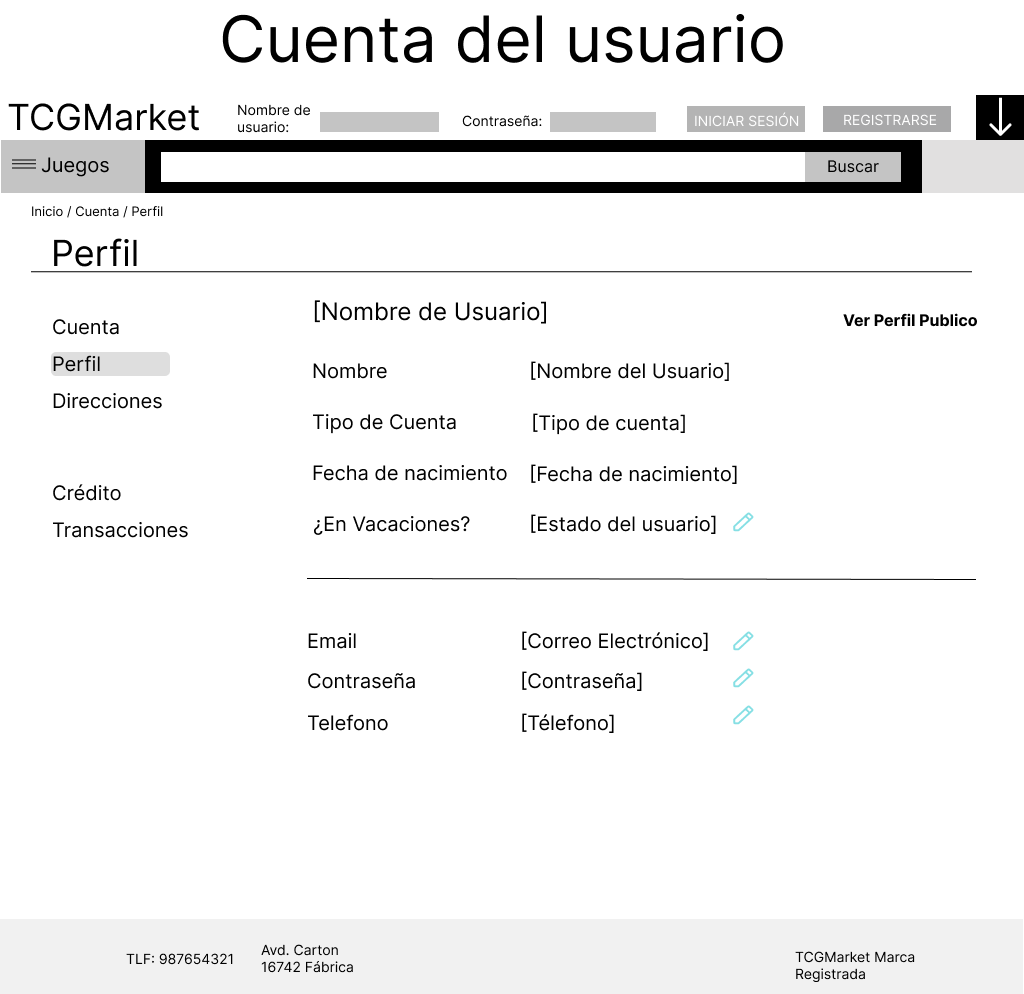 Cuenta del usuario
TCGMarket
Nombre de
usuario:
Contraseña:
INICIAR SESIÓN
REGISTRARSE
Juegos
Buscar
Inicio / Cuenta / Perfil
Perfil
Cuenta
Perfil
Direcciones
Crédito
Transacciones
[Nombre de Usuario]
Ver Perfil Publico
Nombre [Nombre del Usuario]
Tipo de Cuenta [Tipo de cuenta]
Fecha de nacimiento [Fecha de nacimiento]
¿En Vacaciones? [Estado del usuario]
Email [Correo Electrónico]
Contraseña [Contraseña]
Telefono [Télefono]
TLF: 987654321
Avd. Carton
16742 Fábrica
TCGMarket Marca
Registrada